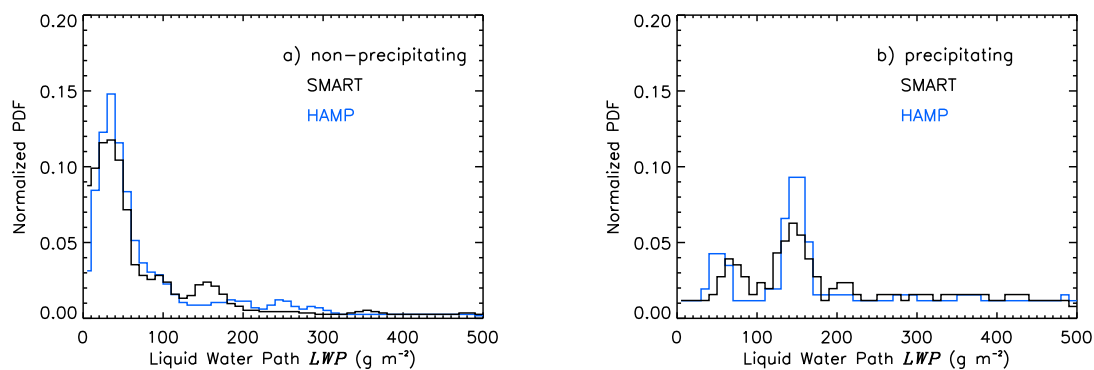 0.20
0.15
0.10
0.05
0.00
Normalized PDF
a) non-precipitating
SMART
HAMP
0 100 200 300 400 500
Liquid Water Path LWP (g m⁻²)
0.20
0.15
0.10
0.05
0.00
Normalized PDF
b) precipitating
SMART
HAMP
0 100 200 300 400 500
Liquid Water Path LWP (g m⁻²)